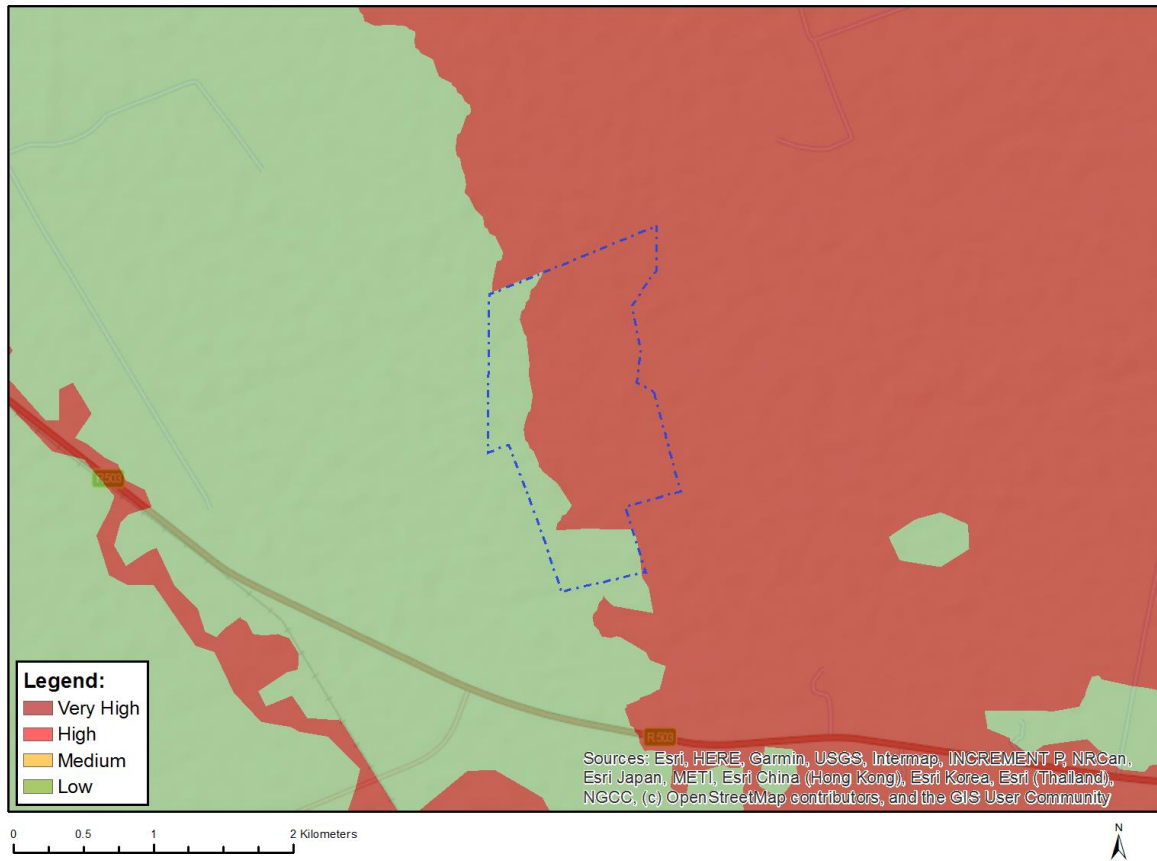 R503
R503
Legend:
Very High
High
Medium
Low
Sources: Esri, HERE, Garmin, USGS, Intermap, INCREMENT P, NRCan,
Esri Japan, METI, Esri China (Hong Kong), Esri Korea, Esri (Thailand),
NGCC, (c) OpenStreetMap contributors, and the GIS User Community
0 0.5 1 2 Kilometers
N